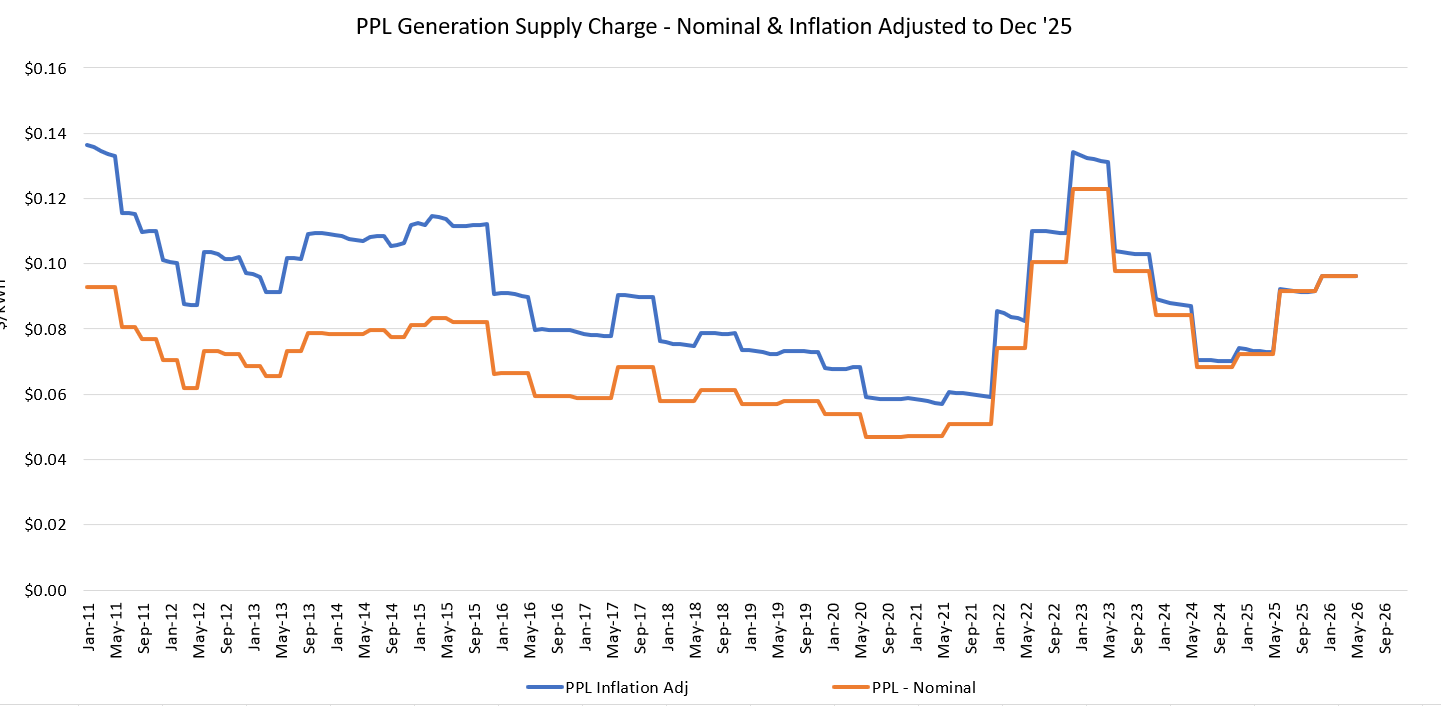 PPL Generation Supply Charge - Nominal & Inflation Adjusted to Dec '25
$0.16
$0.14
$0.12
$0.10
$0.08
$0.06
$0.04
$0.02
$0.00
Jan-11
May-11
Sep-11
Jan-12
May-12
Sep-12
Jan-13
May-13
Sep-13
Jan-14
May-14
Sep-14
Jan-15
May-15
Sep-15
Jan-16
May-16
Sep-16
Jan-17
May-17
Sep-17
Jan-18
May-18
Sep-18
Jan-19
May-19
Sep-19
Jan-20
May-20
Sep-20
Jan-21
May-21
Sep-21
Jan-22
May-22
Sep-22
Jan-23
May-23
Sep-23
Jan-24
May-24
Sep-24
Jan-25
May-25
Sep-25
Jan-26
May-26
Sep-26
PPL Inflation Adj
PPL - Nominal